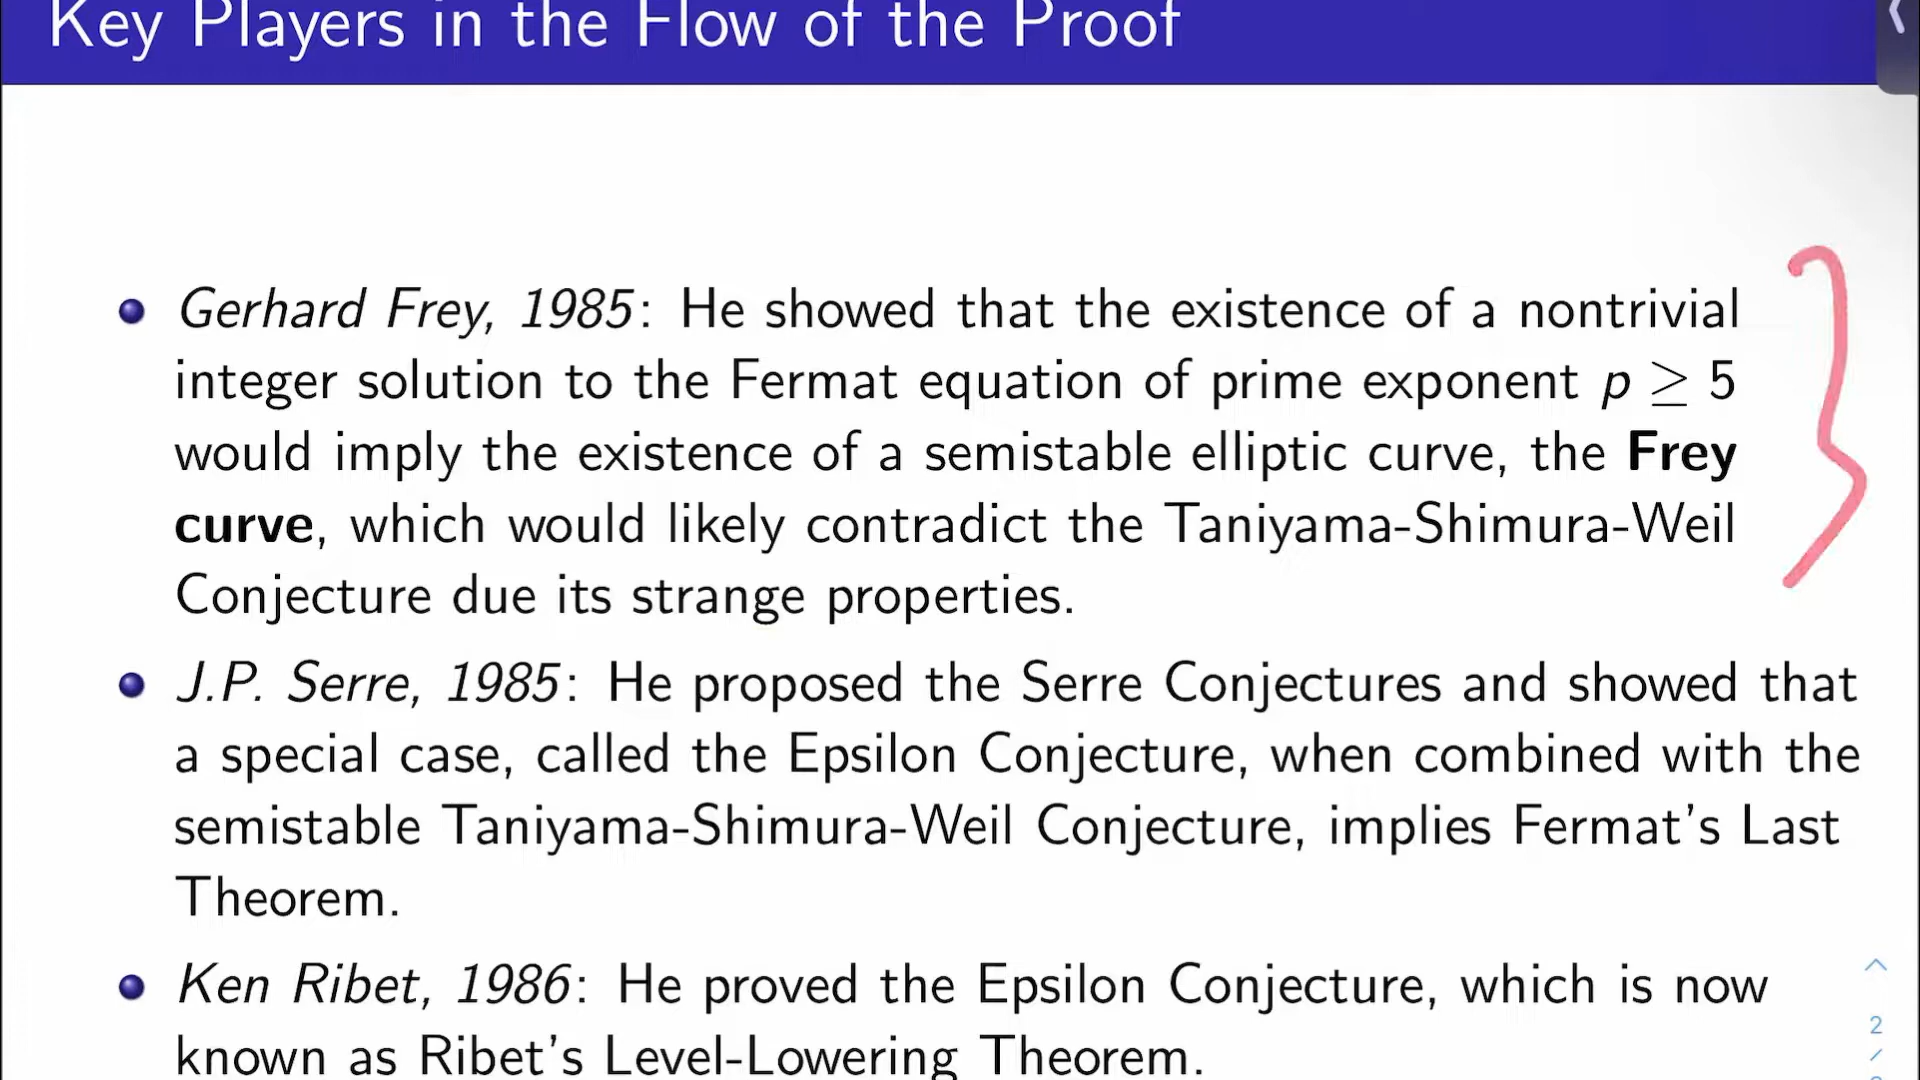 Key Players in the Flow of the Proof
Gerhard Frey, 1985: He showed that the existence of a nontrivial
integer solution to the Fermat equation of prime exponent p ≥ 5
would imply the existence of a semistable elliptic curve, the Frey
curve, which would likely contradict the Taniyama-Shimura-Weil
Conjecture due its strange properties.
J.P. Serre, 1985: He proposed the Serre Conjectures and showed that
a special case, called the Epsilon Conjecture, when combined with the
semistable Taniyama-Shimura-Weil Conjecture, implies Fermat's Last
Theorem.
Ken Ribet, 1986: He proved the Epsilon Conjecture, which is now
known as Ribet's Level-Lowering Theorem.
2
/